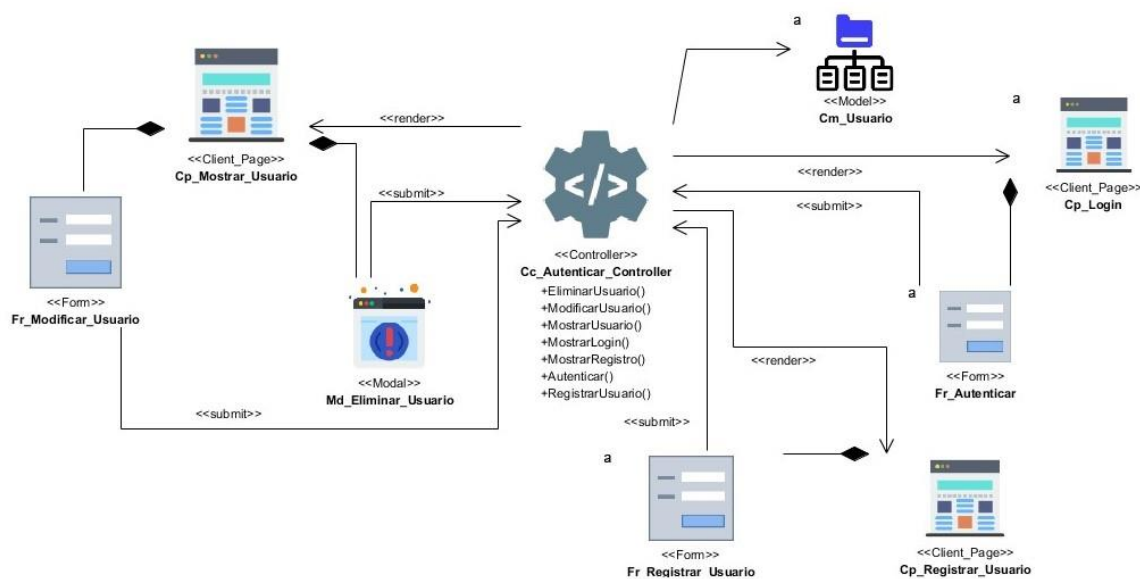 a
<<Model>>
Cm_Usuario
<<Client_Page>>
Cp_Mostrar_Usuario
<<render>>
a
<<render>>
<<submit>>
<<Client_Page>>
Cp_Login
<<submit>>
<<Controller>>
Cc_Autenticar_Controller
+EliminarUsuario()
+ModificarUsuario()
+MostrarUsuario()
+MostrarLogin()
+MostrarRegistro()
+Autenticar()
+RegistrarUsuario()
<<Form>>
Fr_Modificar_Usuario
a
<<render>>
<<Form>>
Fr_Autenticar
<<Modal>>
Md_Eliminar_Usuario
<<submit>>
<<submit>>
a
<<Form>>
Fr_Registrar_Usuario
<<Client_Page>>
Cp_Registrar_Usuario